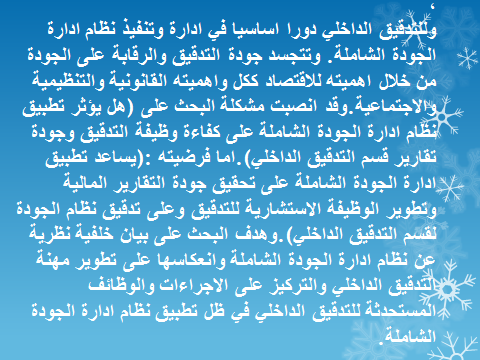 ،
وللتدقيق الداخلي دورا اساسيا في ادارة وتنفيذ نظام ادارة
الجودة الشاملة. وتتجسد جودة التدقيق والرقابة على الجودة
من خلال اهميته للاقتصاد ككل واهميته القانونية والتنظيمية
والاجتماعية.وقد انصبت مشكلة البحث على (هل يؤثر تطبيق
نظام ادارة الجودة الشاملة على كفاءة وظيفة التدقيق وجودة
تقارير قسم التدقيق الداخلي).اما فرضيته :(يساعد تطبيق
ادارة الجودة الشاملة على تحقيق جودة التقارير المالية
وتطوير الوظيفة الاستشارية للتدقيق وعلى تدقيق نظام الجودة
لقسم التدقيق الداخلي).وهدف البحث على بيان خلفية نظرية
عن نظام ادارة الجودة الشاملة وانعكاسها على تطوير مهنة
التدقيق الداخلي والتركيز على الاجراءات والوظائف
المستحدثة للتدقيق الداخلي في ظل تطبيق نظام ادارة الجودة
الشاملة.